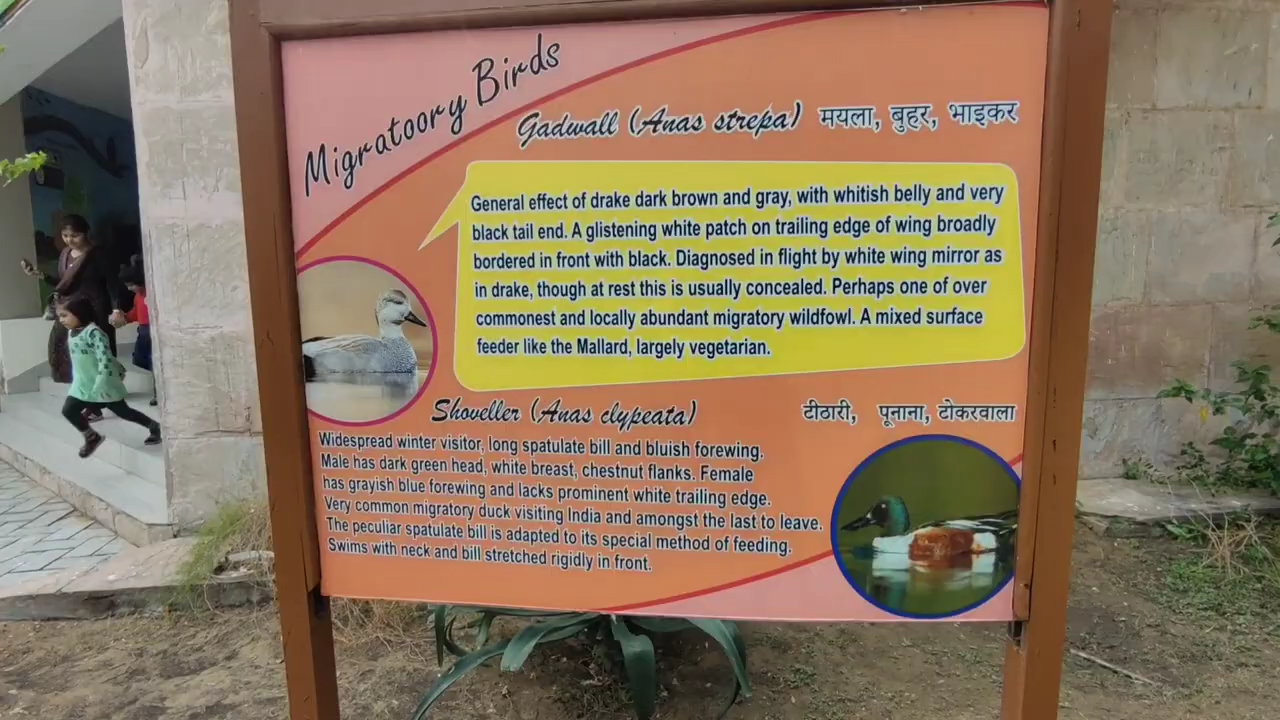 Migratoory Birds
Gadwall (Anas strepa) मयला, बुहर, भाइकर
General effect of drake dark brown and gray, with whitish belly and very
black tail end. A glistening white patch on trailing edge of wing broadly
bordered in front with black. Diagnosed in flight by white wing mirror as
in drake, though at rest this is usually concealed. Perhaps one of over
commonest and locally abundant migratory wildfowl. A mixed surface
feeder like the Mallard, largely vegetarian.
Shoveller (Anas clypeata) टीठारी, पूनाना, टोकरवाला
Widespread winter visitor, long spatulate bill and bluish forewing.
Male has dark green head, white breast, chestnut flanks. Female
has grayish blue forewing and lacks prominent white trailing edge.
Very common migratory duck visiting India and amongst the last to leave.
The peculiar spatulate bill is adapted to its special method of feeding.
Swims with neck and bill stretched rigidly in front.